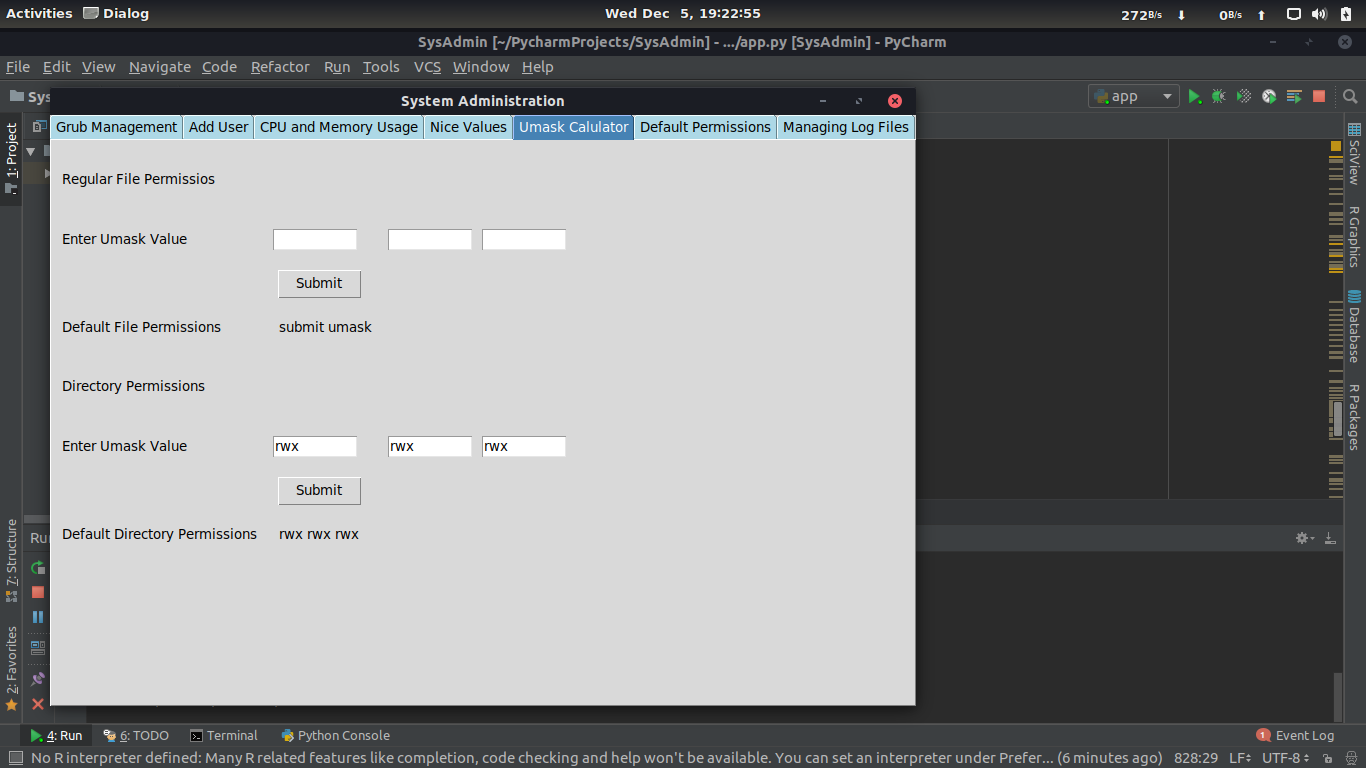 Activities Dialog Wed Dec 5, 19:22:55 272B/s ⬇ 0B/s ⬆
SysAdmin [~/PycharmProjects/SysAdmin] - .../app.py [SysAdmin] - PyCharm
File Edit View Navigate Code Refactor Run Tools VCS Window Help
Sys
app
System Administration
Grub Management Add User CPU and Memory Usage Nice Values Umask Calulator Default Permissions Managing Log Files
Regular File Permissios
Enter Umask Value
Submit
Default File Permissions submit umask
Directory Permissions
Enter Umask Value rwx rwx rwx
Submit
Default Directory Permissions rwx rwx rwx
1: Project
7: Structure
2: Favorites
SciView
R Graphics
Database
R Packages
Ru
4: Run 6: TODO Terminal Python Console 1 Event Log
No R interpreter defined: Many R related features like completion, code checking and help won't be available. You can set an interpreter under Prefer... (6 minutes ago) 828:29 LF UTF-8